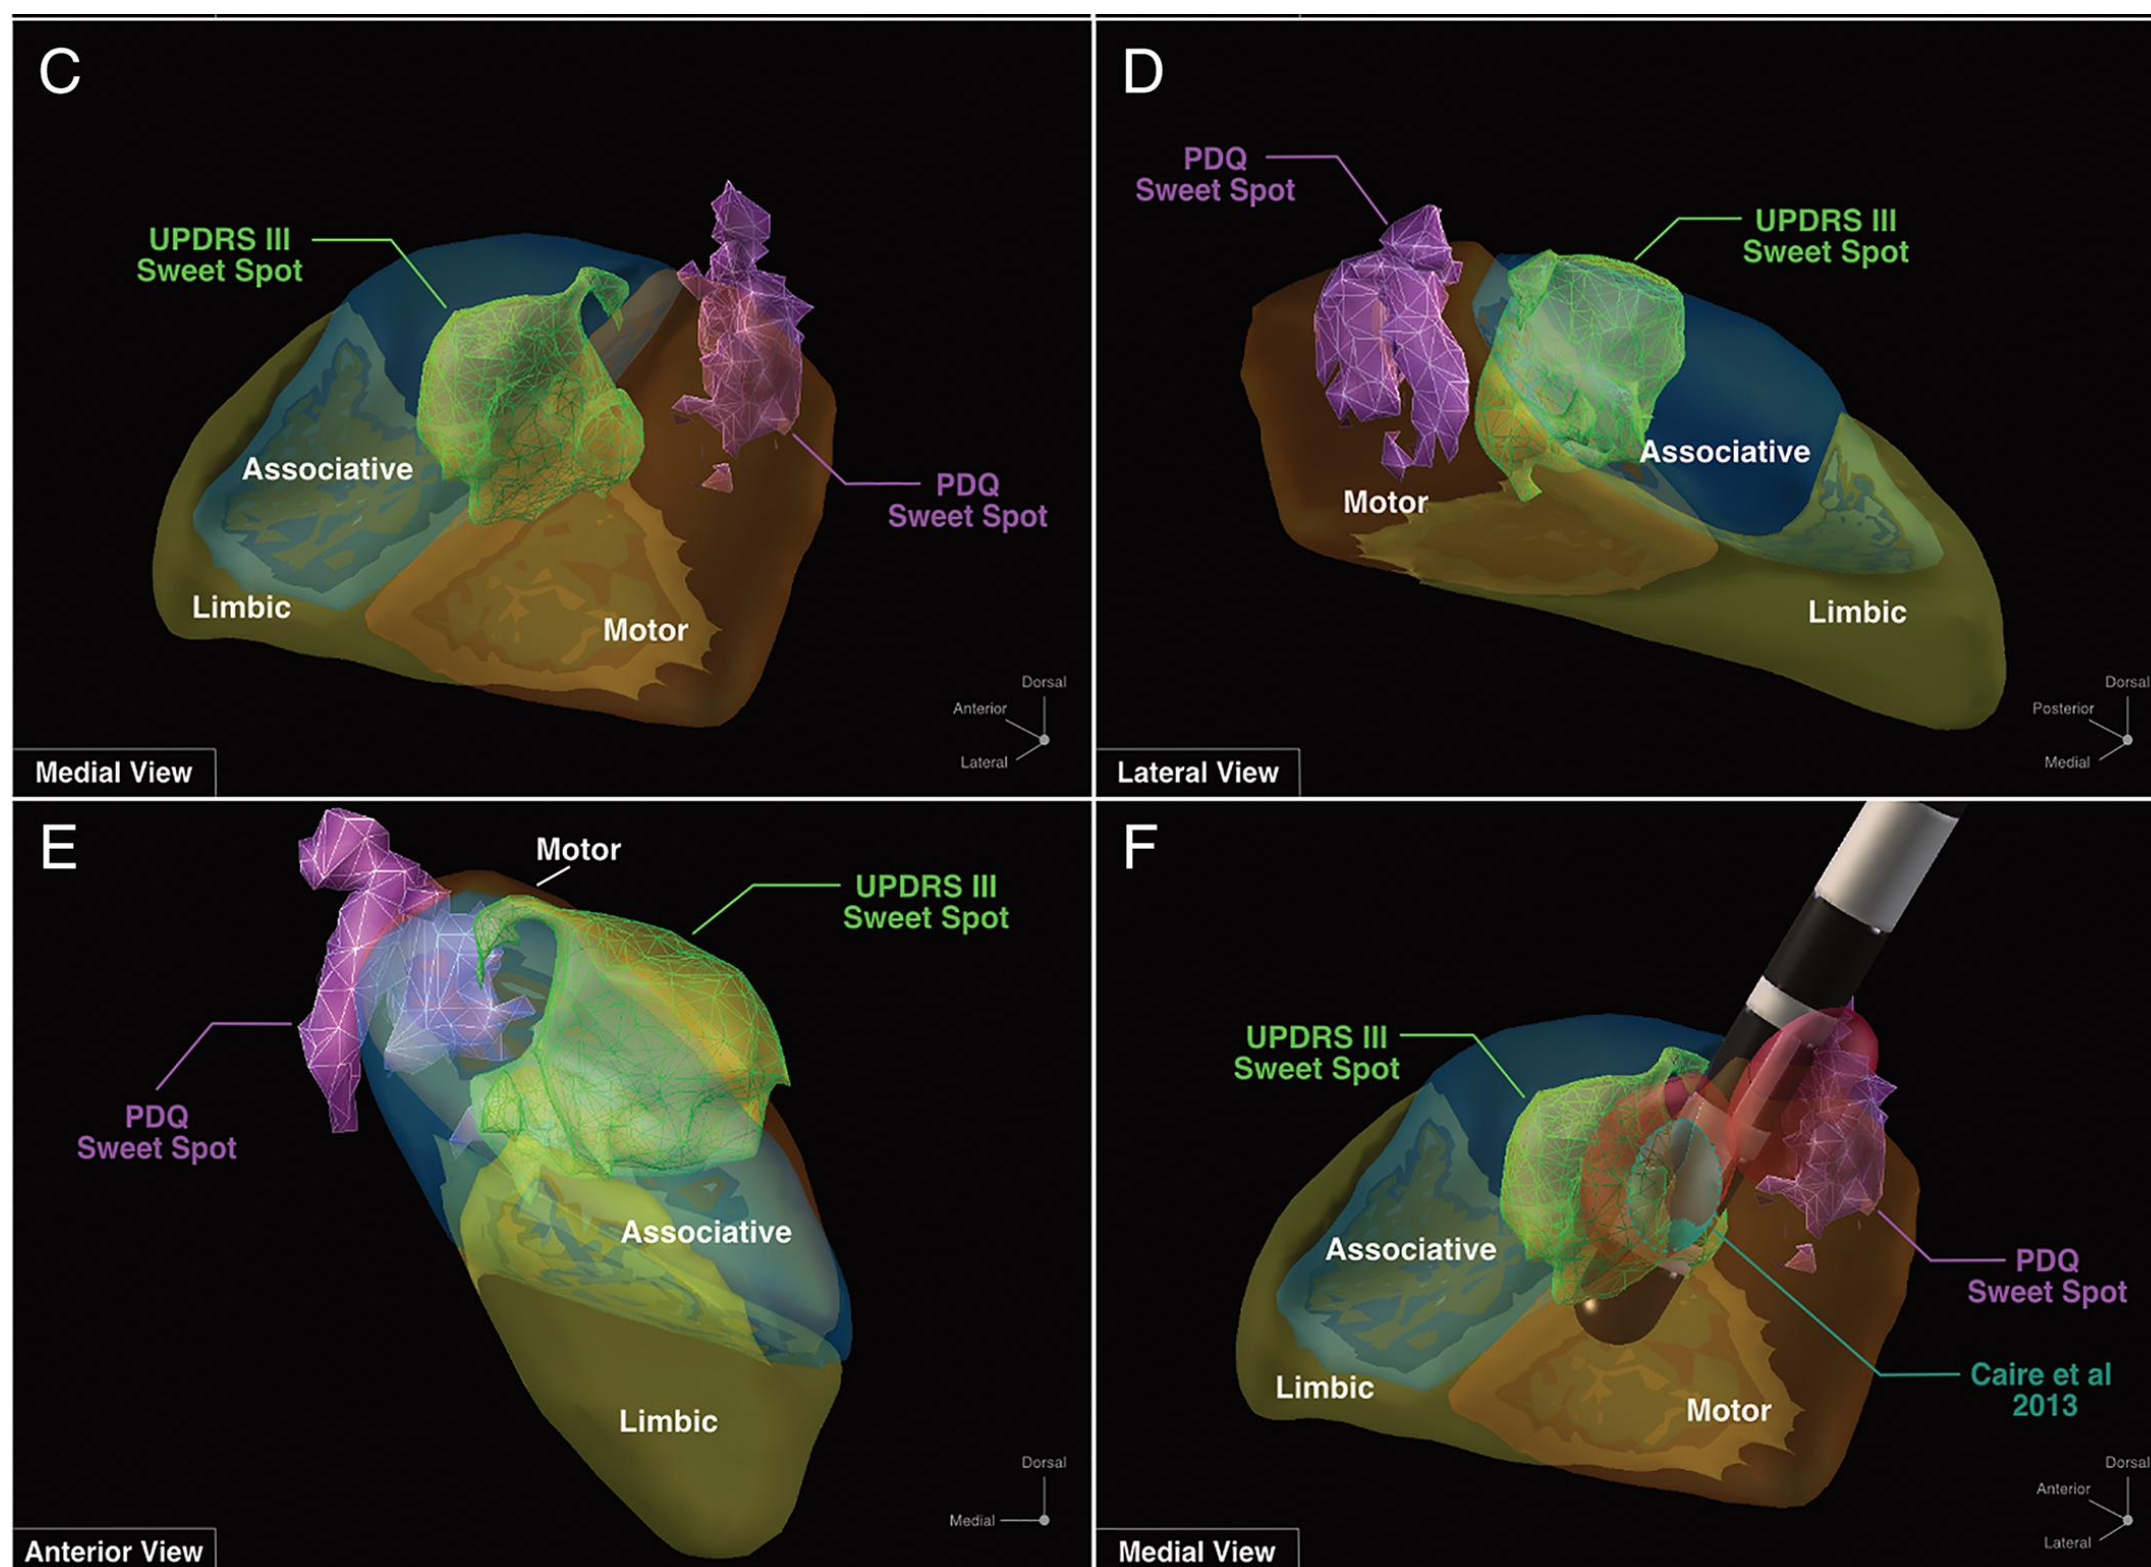 C
UPDRS III
Sweet Spot
Associative
Limbic
Motor
PDQ
Sweet Spot
Dorsal
Anterior
Lateral
Medial View
D
PDQ
Sweet Spot
UPDRS III
Sweet Spot
Associative
Motor
Limbic
Dorsal
Posterior
Medial
Lateral View
E
Motor
UPDRS III
Sweet Spot
PDQ
Sweet Spot
Associative
Limbic
Dorsal
Medial
Anterior View
F
UPDRS III
Sweet Spot
Associative
Limbic
Motor
PDQ
Sweet Spot
Caire et al
2013
Dorsal
Anterior
Lateral
Medial View